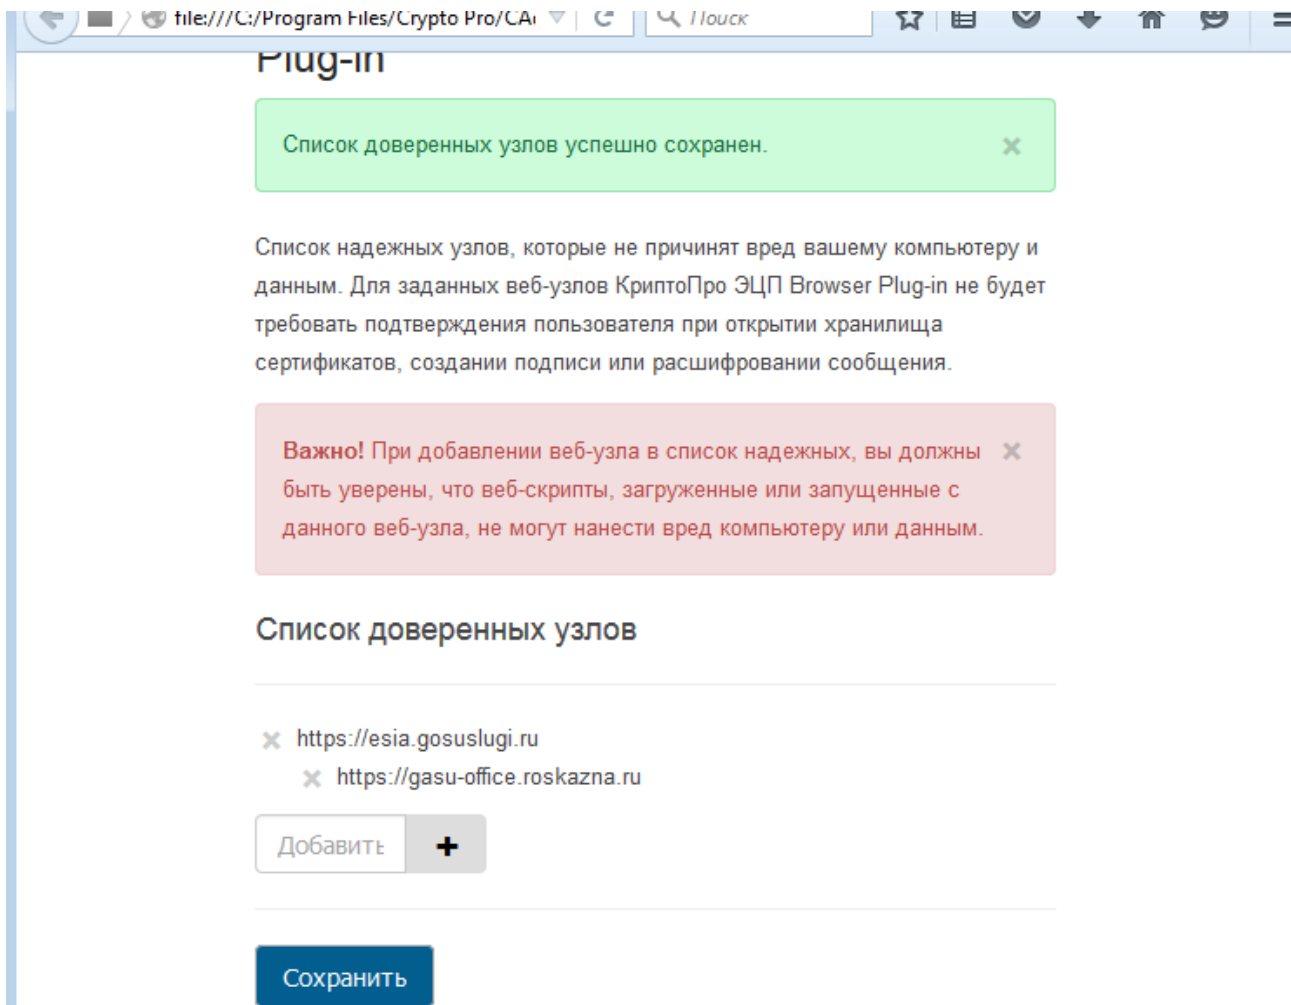 file:///C:/Program Files/Crypto Pro/CA
Поиск
Plug-in
Список доверенных узлов успешно сохранен.
Список надежных узлов, которые не причинят вред вашему компьютеру и
данным. Для заданных веб-узлов КриптоПро ЭЦП Browser Plug-in не будет
требовать подтверждения пользователя при открытии хранилища
сертификатов, создании подписи или расшифровании сообщения.
Важно! При добавлении веб-узла в список надежных, вы должны
быть уверены, что веб-скрипты, загруженные или запущенные с
данного веб-узла, не могут нанести вред компьютеру или данным.
Список доверенных узлов
https://esia.gosuslugi.ru
https://gasu-office.roskazna.ru
Добавить
Сохранить